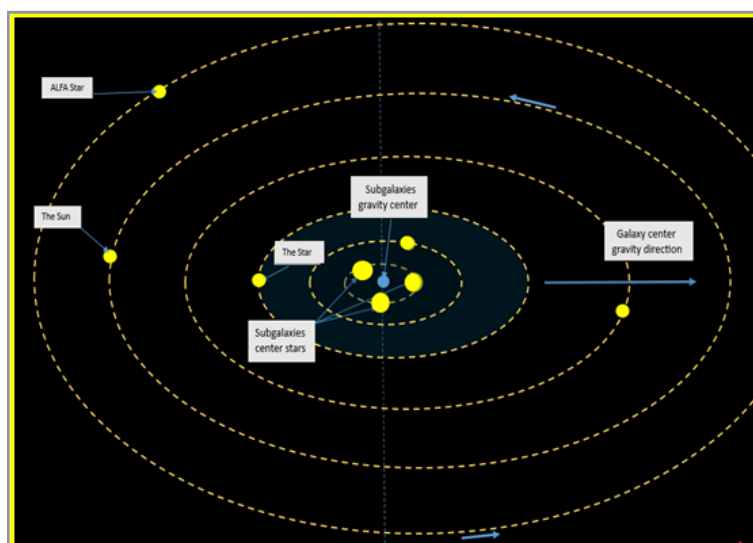 ALFA Star
Subgalaxies
gravity center
The Sun
Galaxy center
gravity direction
The Star
Subgalaxies
center stars